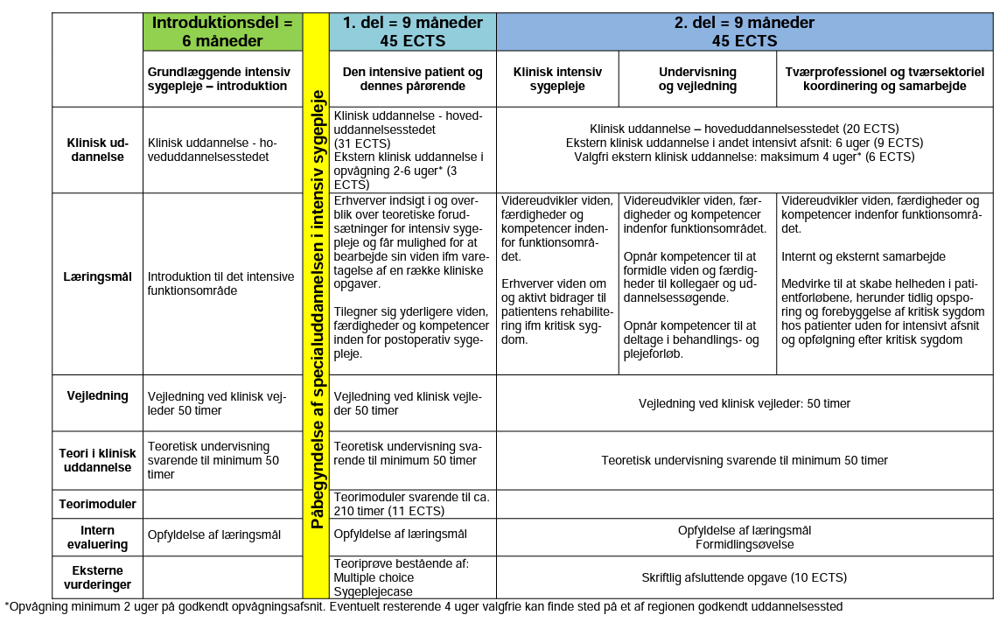 Introduktionsdel =
6 måneder
1. del = 9 måneder
45 ECTS
2. del = 9 måneder
45 ECTS
Grundlæggende intensiv
sygepleje – introduktion
Påbegyndelse af specialuddannelsen i intensiv sygepleje
Den intensive patient og
dennes pårørende
Klinisk intensiv
sygepleje
Undervisning
og vejledning
Tværprofessionel og tværsektoriel
koordinering og samarbejde
Klinisk ud-
dannelse
Klinisk uddannelse - ho-
veduddannelsesstedet
Klinisk uddannelse - hoved-
uddannelsesstedet
(31 ECTS)
Ekstern klinisk uddannelse i
opvågning 2-6 uger* (3
ECTS)
Klinisk uddannelse – hoveduddannelsesstedet (20 ECTS)
Ekstern klinisk uddannelse i andet intensivt afsnit: 6 uger (9 ECTS)
Valgfri ekstern klinisk uddannelse: maksimum 4 uger* (6 ECTS)
Læringsmål
Introduktion til det intensive
funktionsområde
Erhverver indsigt i og over-
blik over teoretiske forud-
sætninger for intensiv syge-
pleje og får mulighed for at
bearbejde sin viden ifm vare-
tagelse af en række kliniske
opgaver.
Tilegner sig yderligere viden,
færdigheder og kompetencer
inden for postoperativ syge-
pleje.
Videreudvikler viden,
færdigheder og
kompetencer inden-
for funktionsområ-
det.
Erhverver viden om
og aktivt bidrager til
patientens rehabilite-
ring ifm kritisk syg-
dom.
Videreudvikler viden, fær-
digheder og kompetencer
indenfor funktionsområdet.
Opnår kompetencer til at
formidle viden og færdig-
heder til kollegaer og ud-
dannelsessøgende.
Opnår kompetencer til at
deltage i behandlings- og
plejeforløb.
Videreudvikler viden, færdigheder og
kompetencer indenfor funktionsområ-
det.
Internt og eksternt samarbejde
Medvirke til at skabe helheden i pati-
entforløbene, herunder tidlig opspo-
ring og forebyggelse af kritisk sygdom
hos patienter uden for intensivt afsnit
og opfølgning efter kritisk sygdom
Vejledning
Vejledning ved klinisk vej-
leder 50 timer
Vejledning ved klinisk vejle-
der 50 timer
Vejledning ved klinisk vejleder: 50 timer
Teori i klinisk
uddannelse
Teoretisk undervisning
svarende til minimum 50
timer
Teoretisk undervisning sva-
rende til minimum 50 timer
Teoretisk undervisning svarende til minimum 50 timer
Teorimoduler
Teorimoduler svarende til ca.
210 timer (11 ECTS)
Intern
evaluering
Opfyldelse af læringsmål
Opfyldelse af læringsmål
Opfyldelse af læringsmål
Formidlingsøvelse
Eksterne
vurderinger
Teoriprøve bestående af:
Multiple choice
Sygeplejecase
Skriftlig afsluttende opgave (10 ECTS)
*Opvågning minimum 2 uger på godkendt opvågningsafsnit. Eventuelt resterende 4 uger valgfrie kan finde sted på et af regionen godkendt uddannelsessted